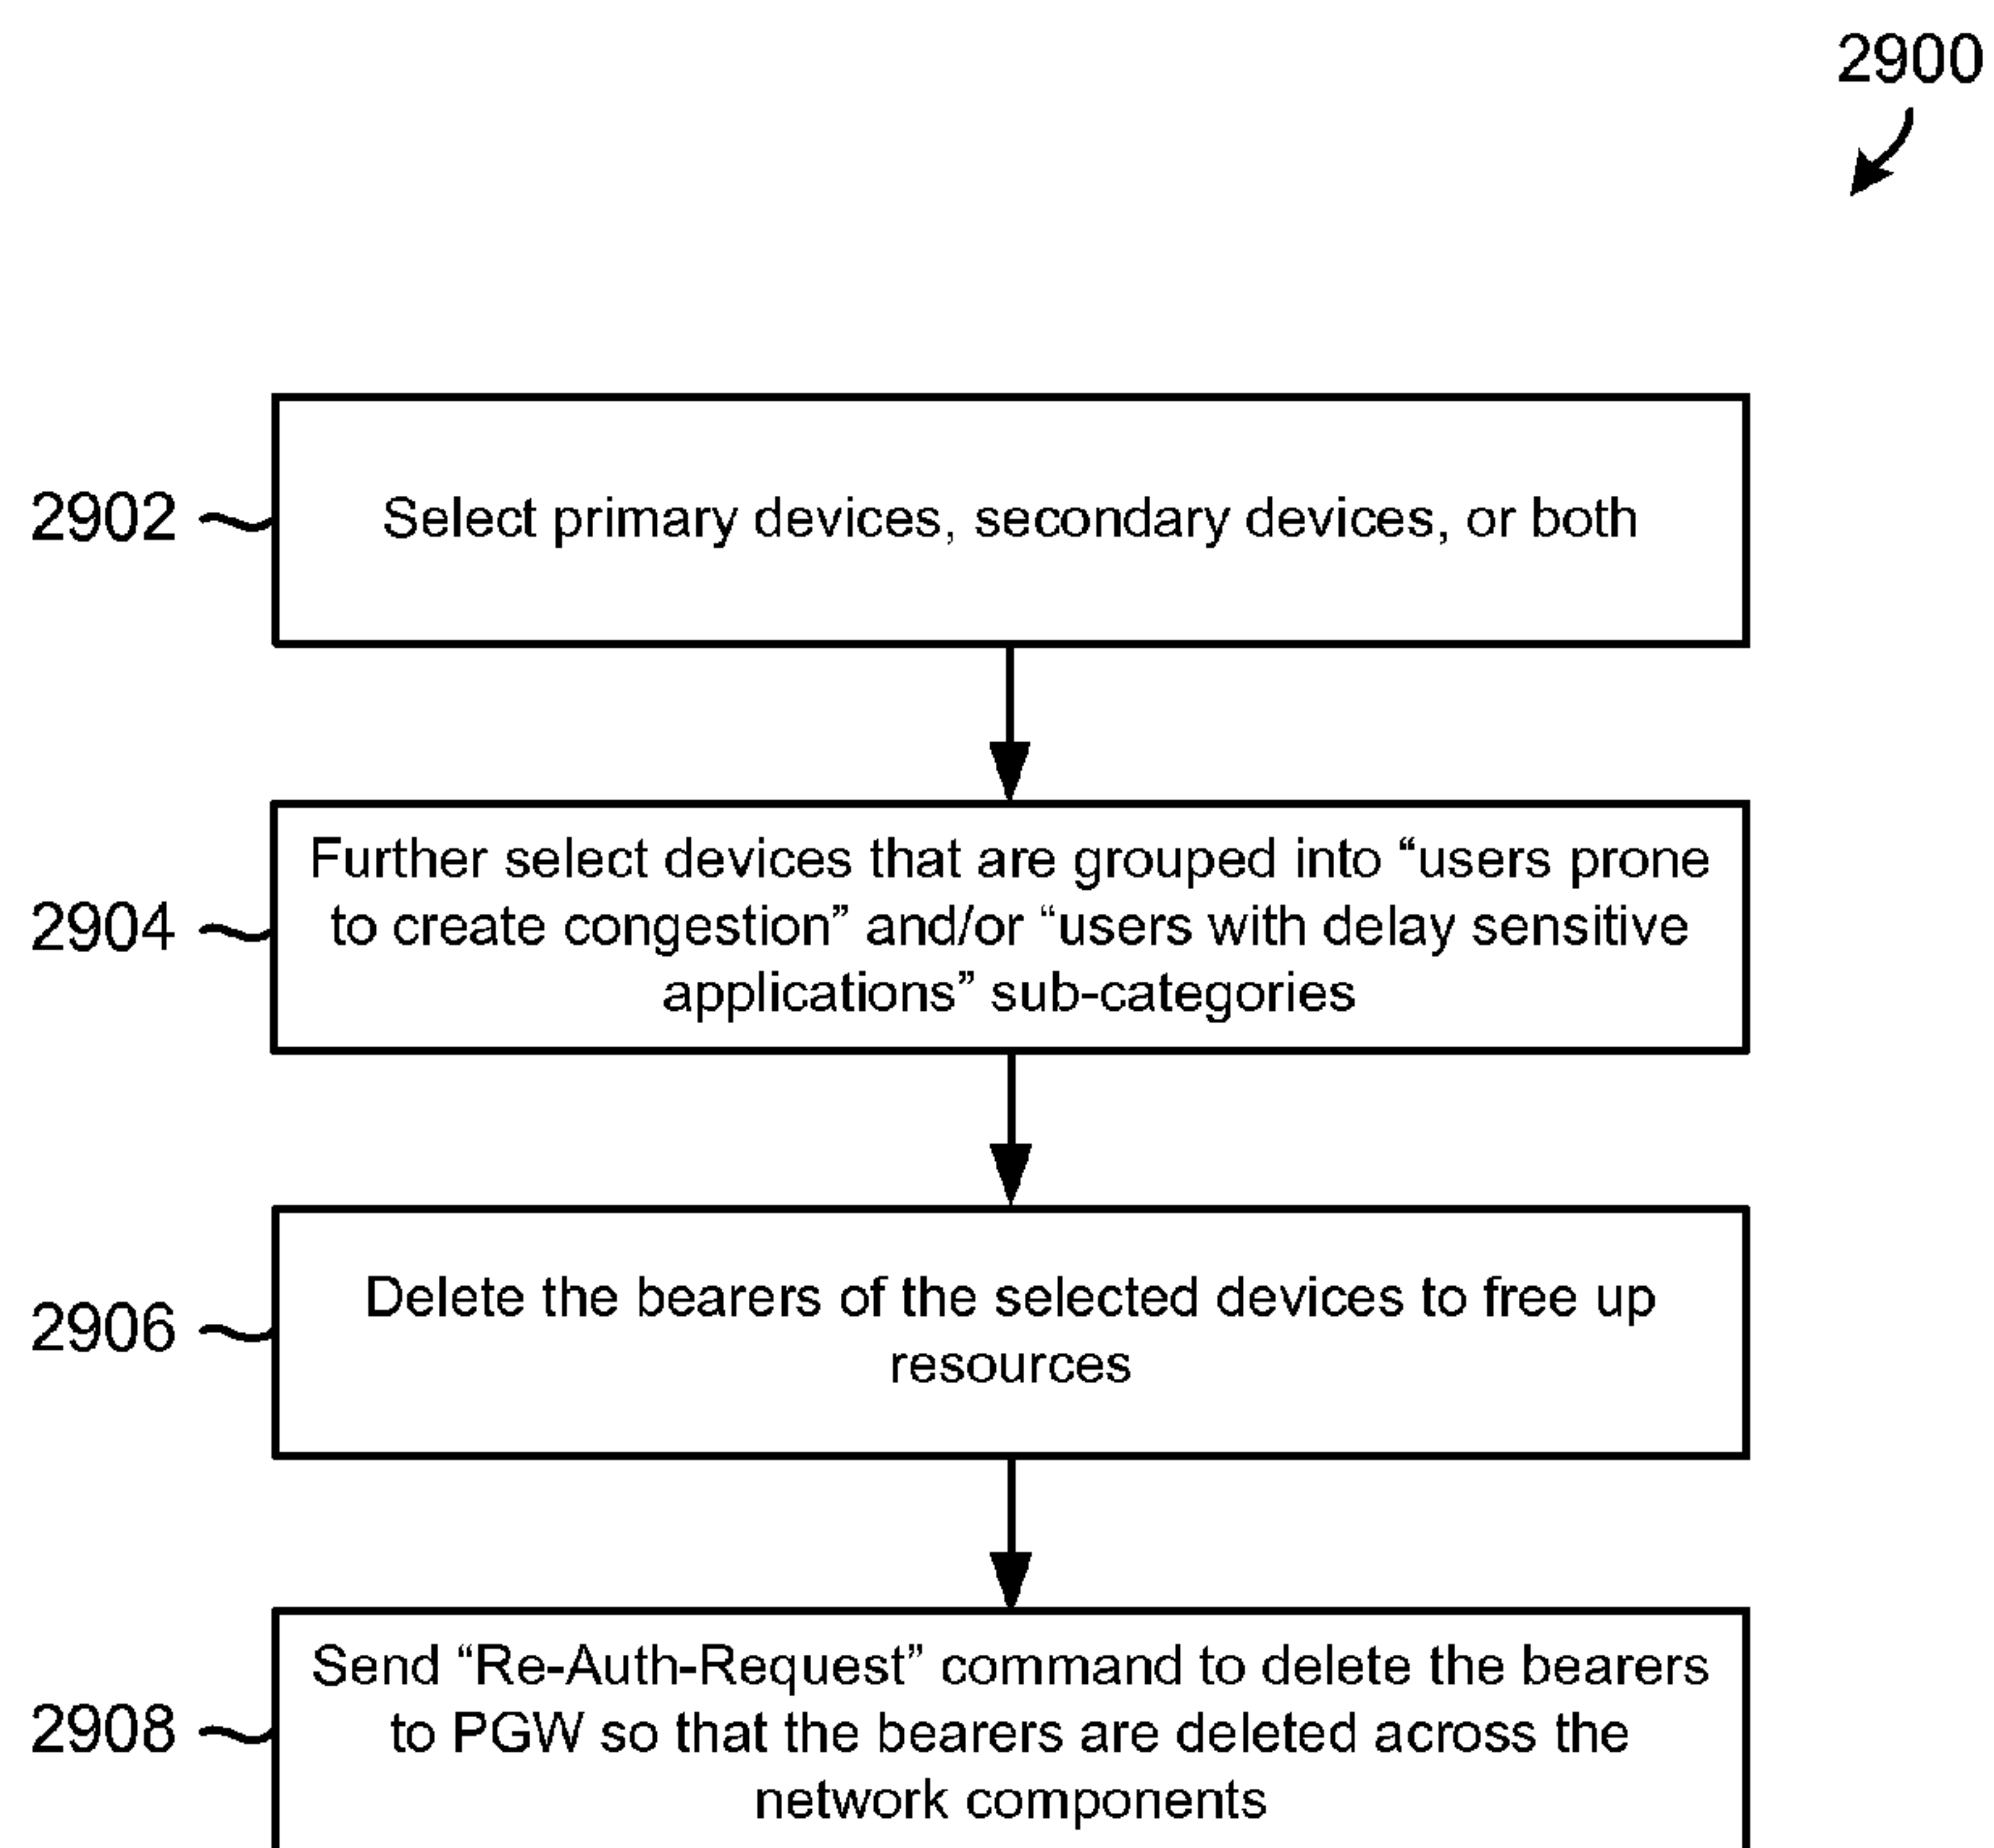 2900
2902
Select primary devices, secondary devices, or both
2904
Further select devices that are grouped into “users prone
to create congestion” and/or “users with delay sensitive
applications” sub-categories
2906
Delete the bearers of the selected devices to free up
resources
2908
Send “Re-Auth-Request” command to delete the bearers
to PGW so that the bearers are deleted across the
network components